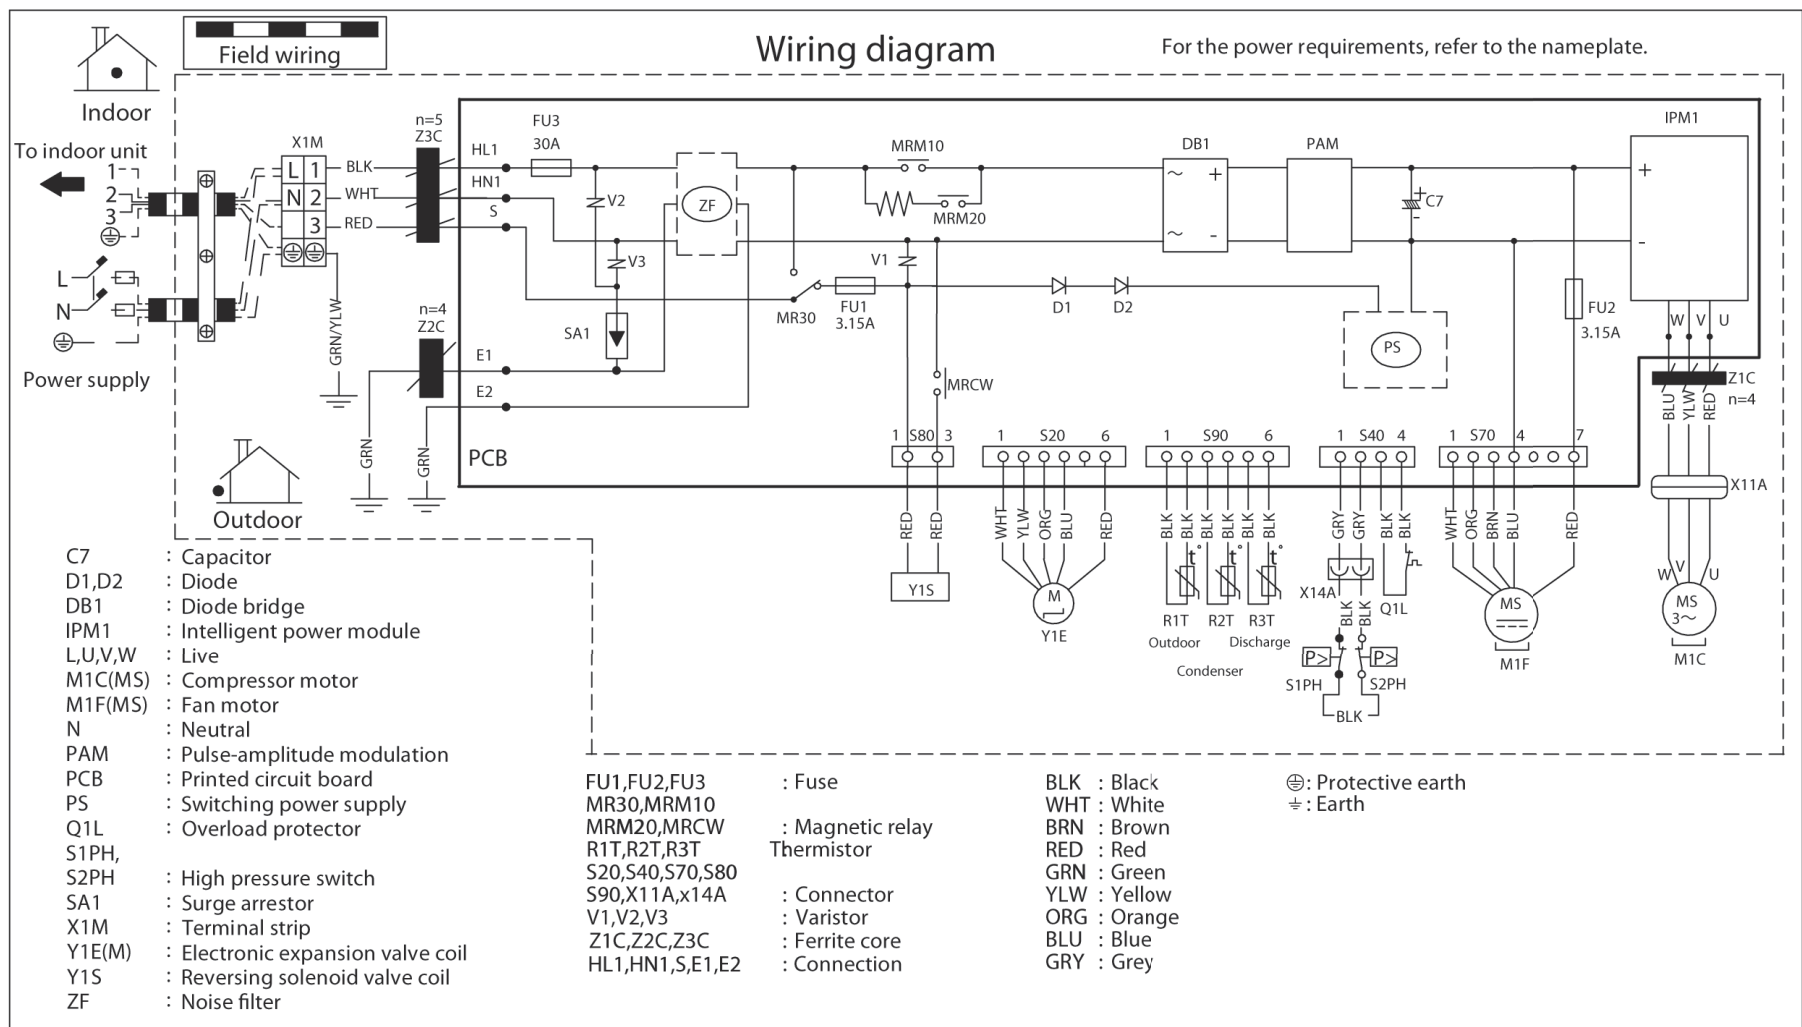 Field wiring
Wiring diagram
For the power requirements, refer to the nameplate.
Indoor
To indoor unit
1
2
3
L
N
Power supply
X1M
L 1
N 2
3
BLK
WHT
RED
GRN/YLW
n=5
Z3C
n=4
Z2C
GRN
GRN
HL1
HN1
S
E1
E2
PCB
FU3
30A
V2
V3
SA1
ZF
MRM10
MRM20
MR30
FU1
3.15A
V1
MRCW
D1
D2
DB1
~ +
~ -
PAM
+
C7
-
PS
FU2
3.15A
IPM1
+
-
W V U
Z1C
n=4
BLU
YLW
RED
X11A
W V U
MS
3~
M1C
1 S80 3
RED
RED
Y1S
1 S20 6
WHT
YLW
ORG
BLU
RED
M
Y1E
1 S90 6
BLK
BLK
BLK
BLK
BLK
BLK
t°
t°
t°
R1T R2T R3T
Outdoor
Discharge
Condenser
1 S40 4
GRY
GRY
BLK
BLK
X14A
Q1L
BLK
BLK
P>
P>
S1PH
S2PH
BLK
1 S70 4 7
WHT
ORG
BRN
BLU
RED
MS
M1F
Outdoor
C7 : Capacitor
D1,D2 : Diode
DB1 : Diode bridge
IPM1 : Intelligent power module
L,U,V,W : Live
M1C(MS) : Compressor motor
M1F(MS) : Fan motor
N : Neutral
PAM : Pulse-amplitude modulation
PCB : Printed circuit board
PS : Switching power supply
Q1L : Overload protector
S1PH,
S2PH : High pressure switch
SA1 : Surge arrestor
X1M : Terminal strip
Y1E(M) : Electronic expansion valve coil
Y1S : Reversing solenoid valve coil
ZF : Noise filter
FU1,FU2,FU3 : Fuse
MR30,MRM10
MRM20,MRCW : Magnetic relay
R1T,R2T,R3T Thermistor
S20,S40,S70,S80
S90,X11A,x14A : Connector
V1,V2,V3 : Varistor
Z1C,Z2C,Z3C : Ferrite core
HL1,HN1,S,E1,E2 : Connection
BLK : Black
WHT : White
BRN : Brown
RED : Red
GRN : Green
YLW : Yellow
ORG : Orange
BLU : Blue
GRY : Grey
: Protective earth
: Earth